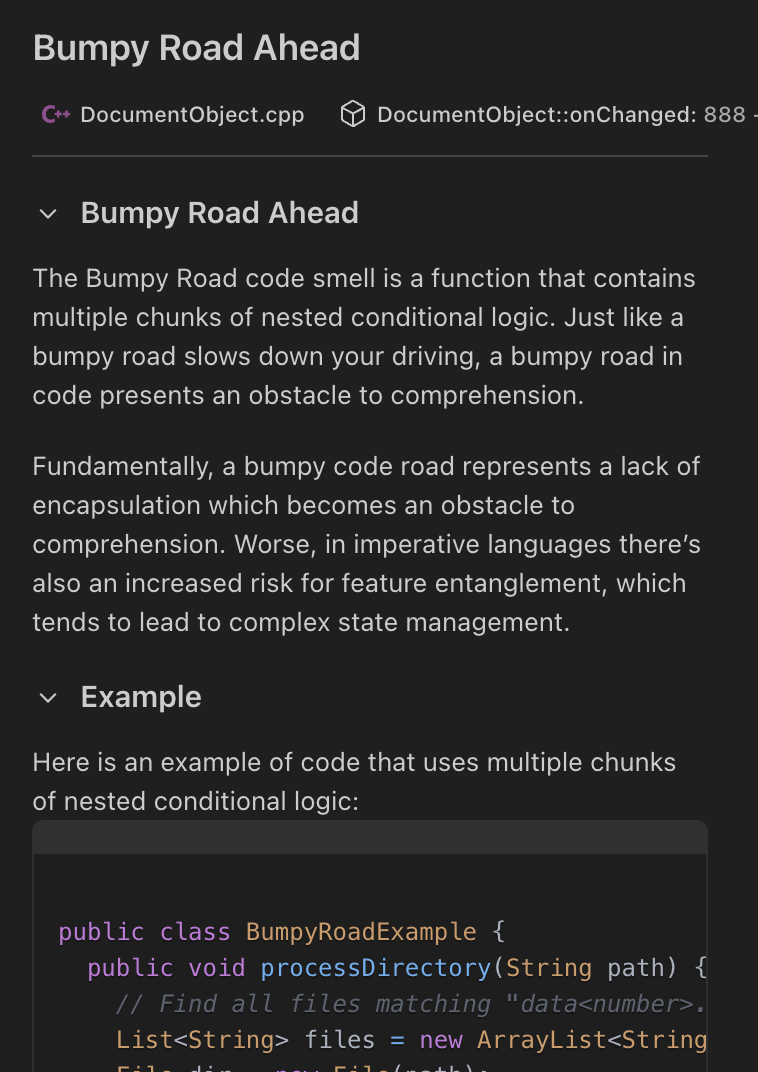 Bumpy Road Ahead
C++ DocumentObject.cpp DocumentObject::onChanged: 888 -
Bumpy Road Ahead
The Bumpy Road code smell is a function that contains
multiple chunks of nested conditional logic. Just like a
bumpy road slows down your driving, a bumpy road in
code presents an obstacle to comprehension.
Fundamentally, a bumpy code road represents a lack of
encapsulation which becomes an obstacle to
comprehension. Worse, in imperative languages there’s
also an increased risk for feature entanglement, which
tends to lead to complex state management.
Example
Here is an example of code that uses multiple chunks
of nested conditional logic:
public class BumpyRoadExample {
public void processDirectory(String path) {
// Find all files matching "data<number>.
List<String> files = new ArrayList<String
File dir = new File(path);